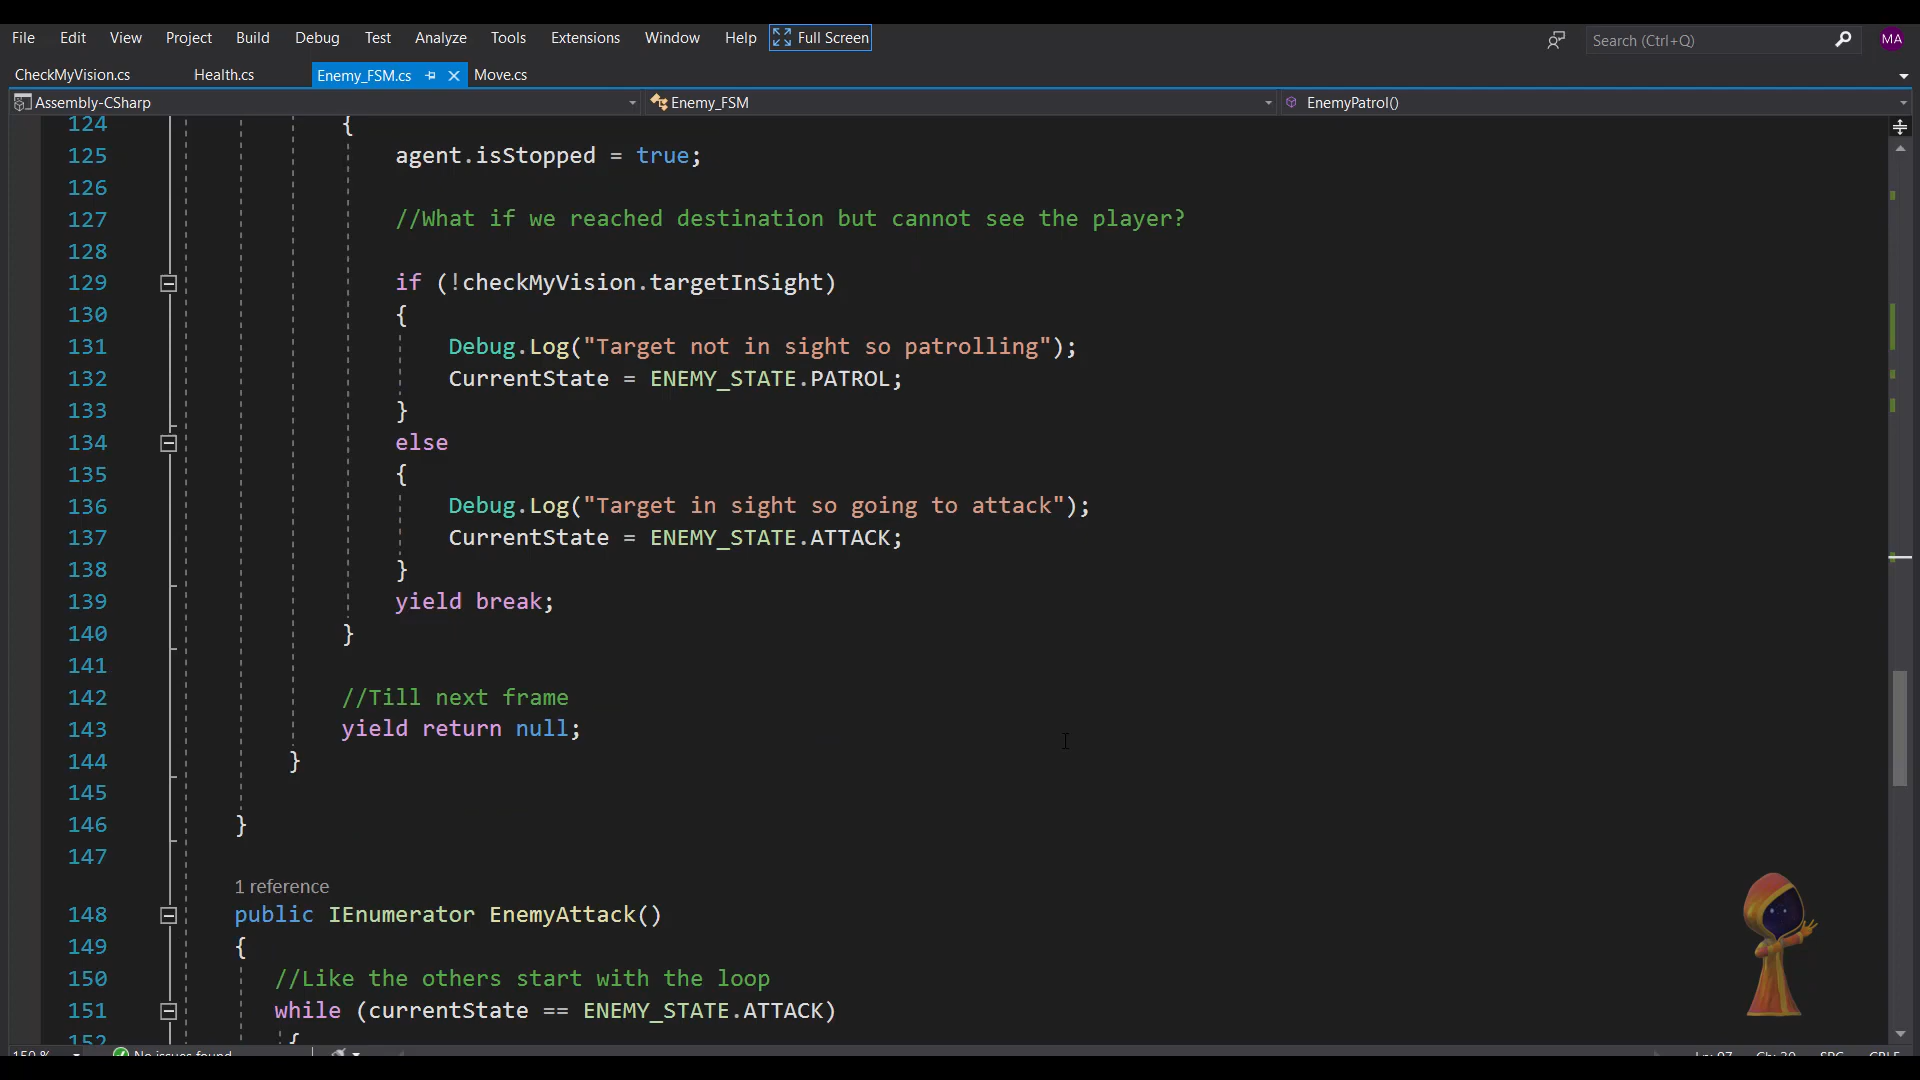 File Edit View Project Build Debug Test Analyze Tools Extensions Window Help Full Screen Search (Ctrl+Q) MA
CheckMyVision.cs Health.cs Enemy_FSM.cs Move.cs
Assembly-CSharp Enemy_FSM EnemyPatrol()
124 {
125 agent.isStopped = true;
126
127 //What if we reached destination but cannot see the player?
128
129 if (!checkMyVision.targetInSight)
130 {
131 Debug.Log("Target not in sight so patrolling");
132 CurrentState = ENEMY_STATE.PATROL;
133 }
134 else
135 {
136 Debug.Log("Target in sight so going to attack");
137 CurrentState = ENEMY_STATE.ATTACK;
138 }
139 yield break;
140 }
141
142 //Till next frame
143 yield return null;
144 }
145
146 }
147
1 reference
148 public IEnumerator EnemyAttack()
149 {
150 //Like the others start with the loop
151 while (currentState == ENEMY_STATE.ATTACK)
152 {
150 % No issues found